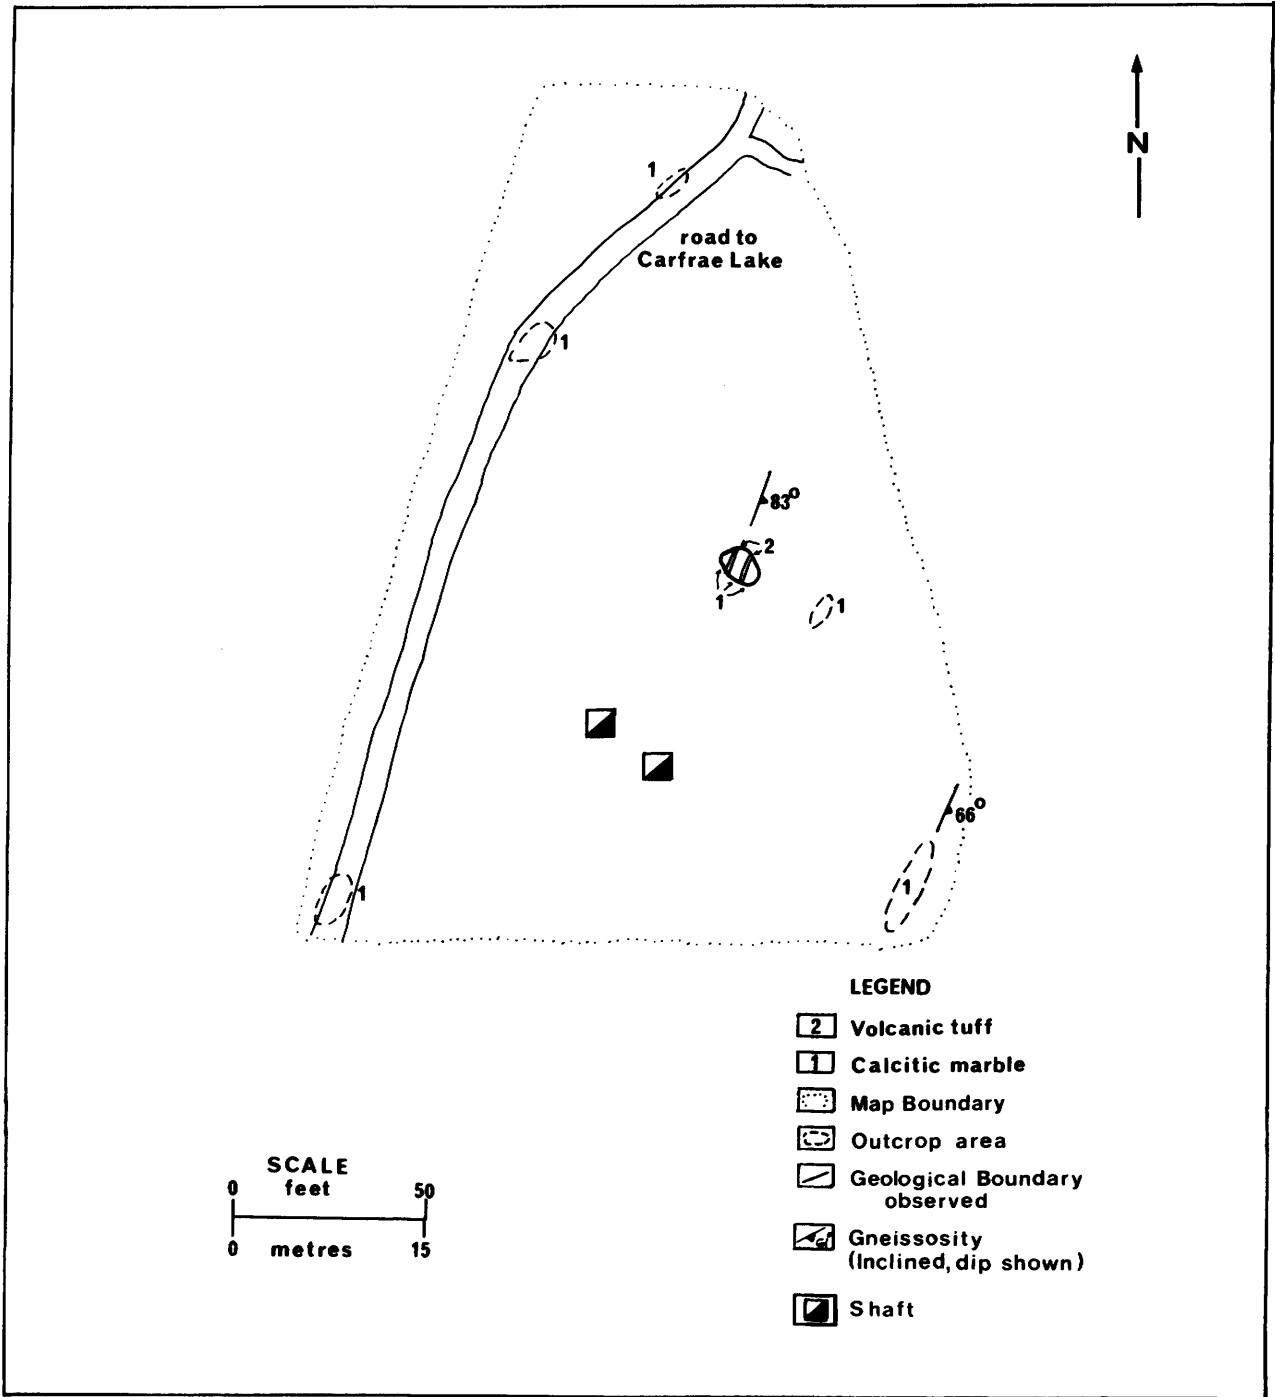 N
1
road to
Carfrae Lake
1
83°
2
1
1
66°
1
1
LEGEND
2 Volcanic tuff
1 Calcitic marble
Map Boundary
Outcrop area
Geological Boundary
observed
Gneissosity
(Inclined, dip shown)
Shaft
SCALE
feet
0 50
0 metres 15